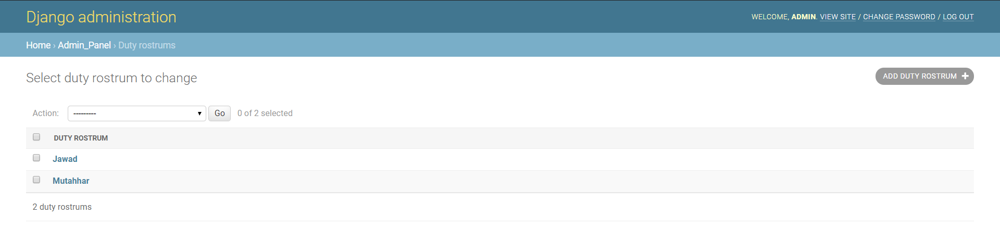 Django administration
WELCOME, ADMIN. VIEW SITE / CHANGE PASSWORD / LOG OUT
Home › Admin_Panel › Duty rostrums
Select duty rostrum to change
ADD DUTY ROSTRUM +
Action: --------- Go 0 of 2 selected
DUTY ROSTRUM
Jawad
Mutahhar
2 duty rostrums